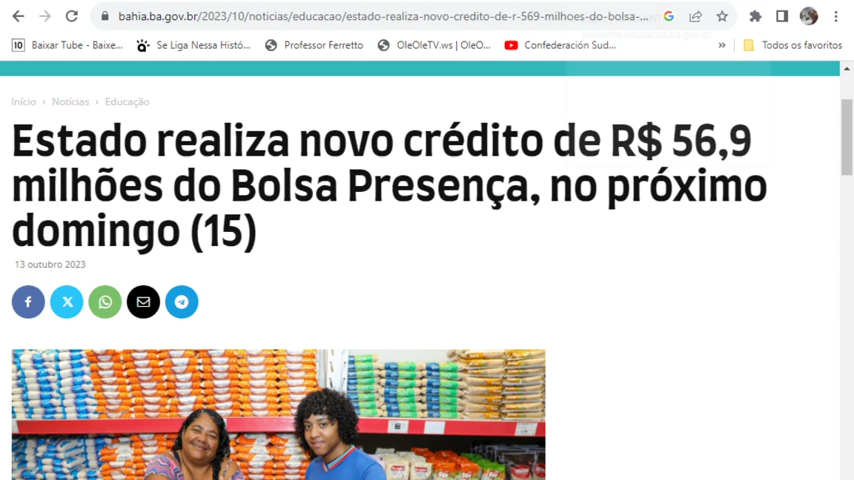 bahia.ba.gov.br/2023/10/noticias/educacao/estado-realiza-novo-credito-de-r-569-milhoes-do-bolsa-...
10 Baixar Tube - Baixe... Se Liga Nessa Histó... Professor Ferretto OleOleTV.ws | OleO... Confederación Sud... » Todos os favoritos
Início › Notícias › Educação
Estado realiza novo crédito de R$ 56,9
milhões do Bolsa Presença, no próximo
domingo (15)
13 outubro 2023